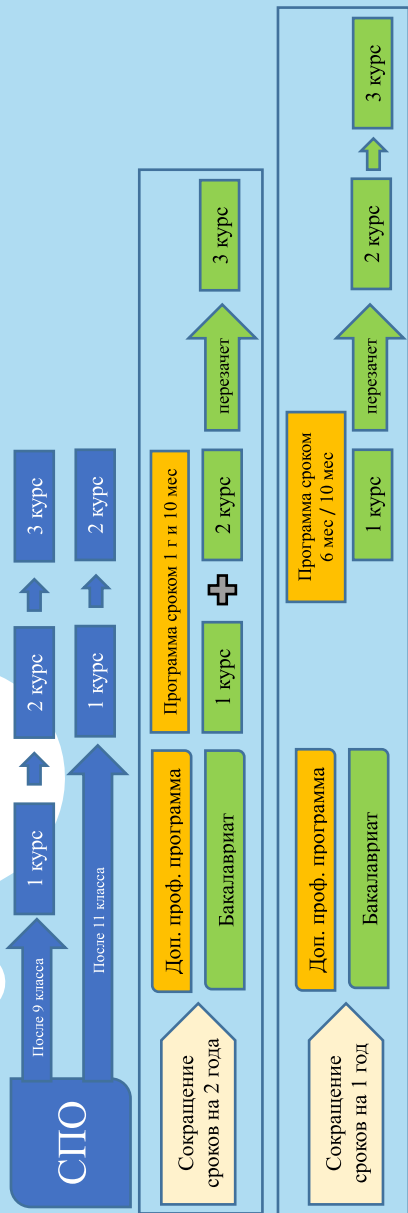 СПО
После 9 класса
1 курс
2 курс
3 курс
После 11 класса
1 курс
2 курс
Сокращение
сроков на 2 года
Доп. проф. программа
Программа сроком 1 г и 10 мес
Бакалавриат
1 курс
2 курс
перезачет
3 курс
Сокращение
сроков на 1 год
Доп. проф. программа
Программа сроком
6 мес / 10 мес
Бакалавриат
1 курс
перезачет
2 курс
3 курс